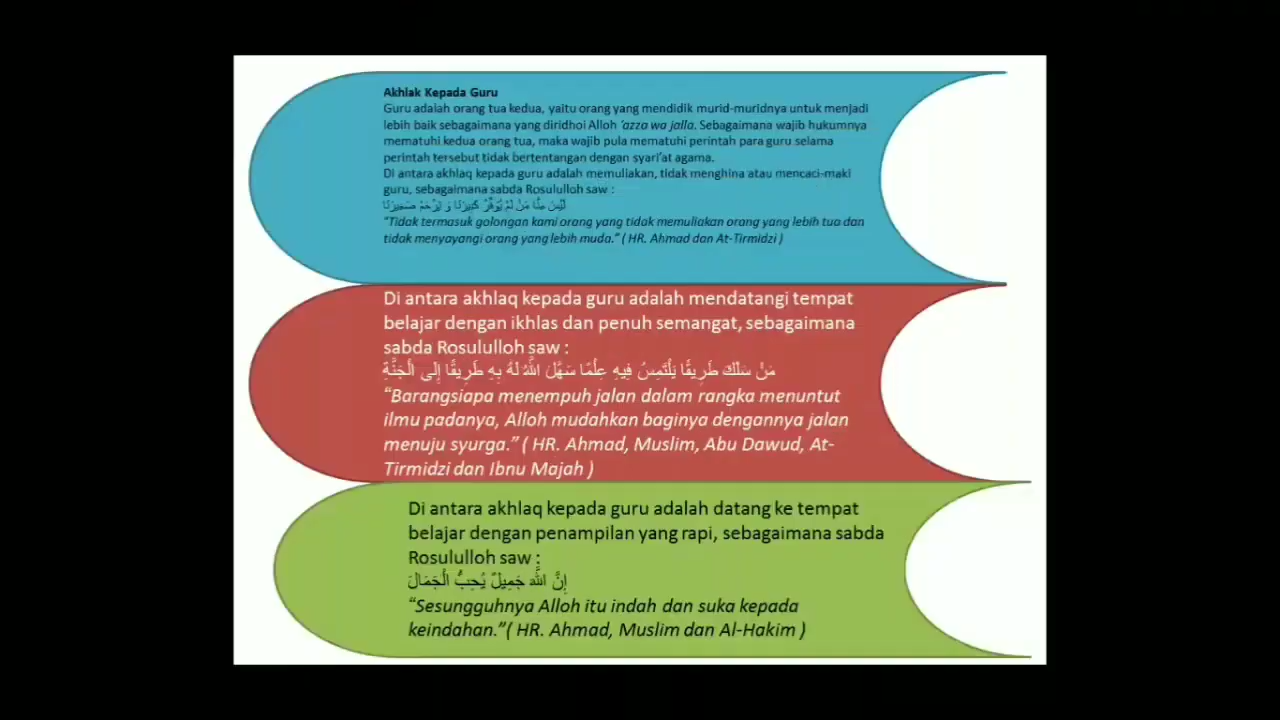 Akhlak Kepada Guru
Guru adalah orang tua kedua, yaitu orang yang mendidik murid-muridnya untuk menjadi
lebih baik sebagaimana yang diridhoi Alloh ‘azza wa jalla. Sebagaimana wajib hukumnya
mematuhi kedua orang tua, maka wajib pula mematuhi perintah para guru selama
perintah tersebut tidak bertentangan dengan syari’at agama.
Di antara akhlaq kepada guru adalah memuliakan, tidak menghina atau mencaci-maki
guru, sebagaimana sabda Rosululloh saw :
لَيْسَ مِنَّا مَنْ لَمْ يُوَقِّرْ كَبِيْرَنَا وَ يَرْحَمْ صَغِيْرَنَا
“Tidak termasuk golongan kami orang yang tidak memuliakan orang yang lebih tua dan
tidak menyayangi orang yang lebih muda.” ( HR. Ahmad dan At-Tirmidzi )
Di antara akhlaq kepada guru adalah mendatangi tempat
belajar dengan ikhlas dan penuh semangat, sebagaimana
sabda Rosululloh saw :
مَنْ سَلَكَ طَرِيقًا يَلْتَمِسُ فِيهِ عِلْمًا سَهَّلَ اللَّهُ لَهُ بِهِ طَرِيقًا إِلَى الْجَنَّةِ
“Barangsiapa menempuh jalan dalam rangka menuntut
ilmu padanya, Alloh mudahkan baginya dengannya jalan
menuju syurga.” ( HR. Ahmad, Muslim, Abu Dawud, At-
Tirmidzi dan Ibnu Majah )
Di antara akhlaq kepada guru adalah datang ke tempat
belajar dengan penampilan yang rapi, sebagaimana sabda
Rosululloh saw :
إِنَّ اللَّه جَمِيلٌ يُحِبُّ الْجَمَالَ
“Sesungguhnya Alloh itu indah dan suka kepada
keindahan.”( HR. Ahmad, Muslim dan Al-Hakim )